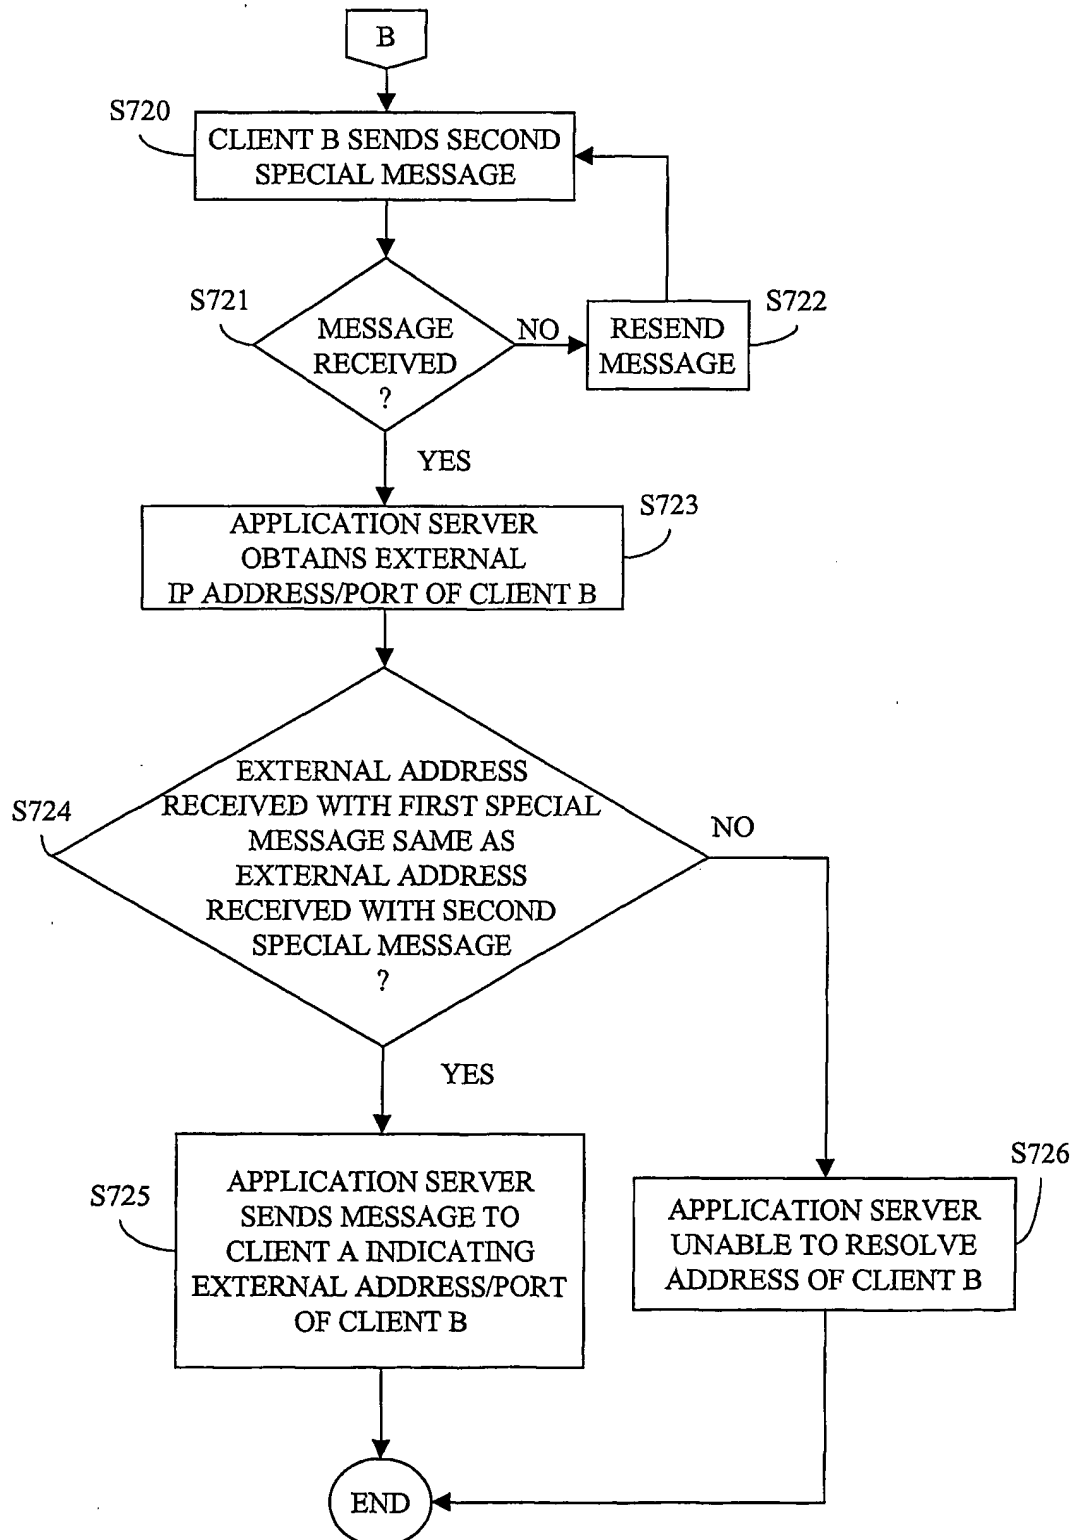 B
S720
CLIENT B SENDS SECOND
SPECIAL MESSAGE
S721
MESSAGE
RECEIVED
?
NO
RESEND
MESSAGE
S722
YES
S723
APPLICATION SERVER
OBTAINS EXTERNAL
IP ADDRESS/PORT OF CLIENT B
S724
EXTERNAL ADDRESS
RECEIVED WITH FIRST SPECIAL
MESSAGE SAME AS
EXTERNAL ADDRESS
RECEIVED WITH SECOND
SPECIAL MESSAGE
?
NO
YES
S725
APPLICATION SERVER
SENDS MESSAGE TO
CLIENT A INDICATING
EXTERNAL ADDRESS/PORT
OF CLIENT B
S726
APPLICATION SERVER
UNABLE TO RESOLVE
ADDRESS OF CLIENT B
END